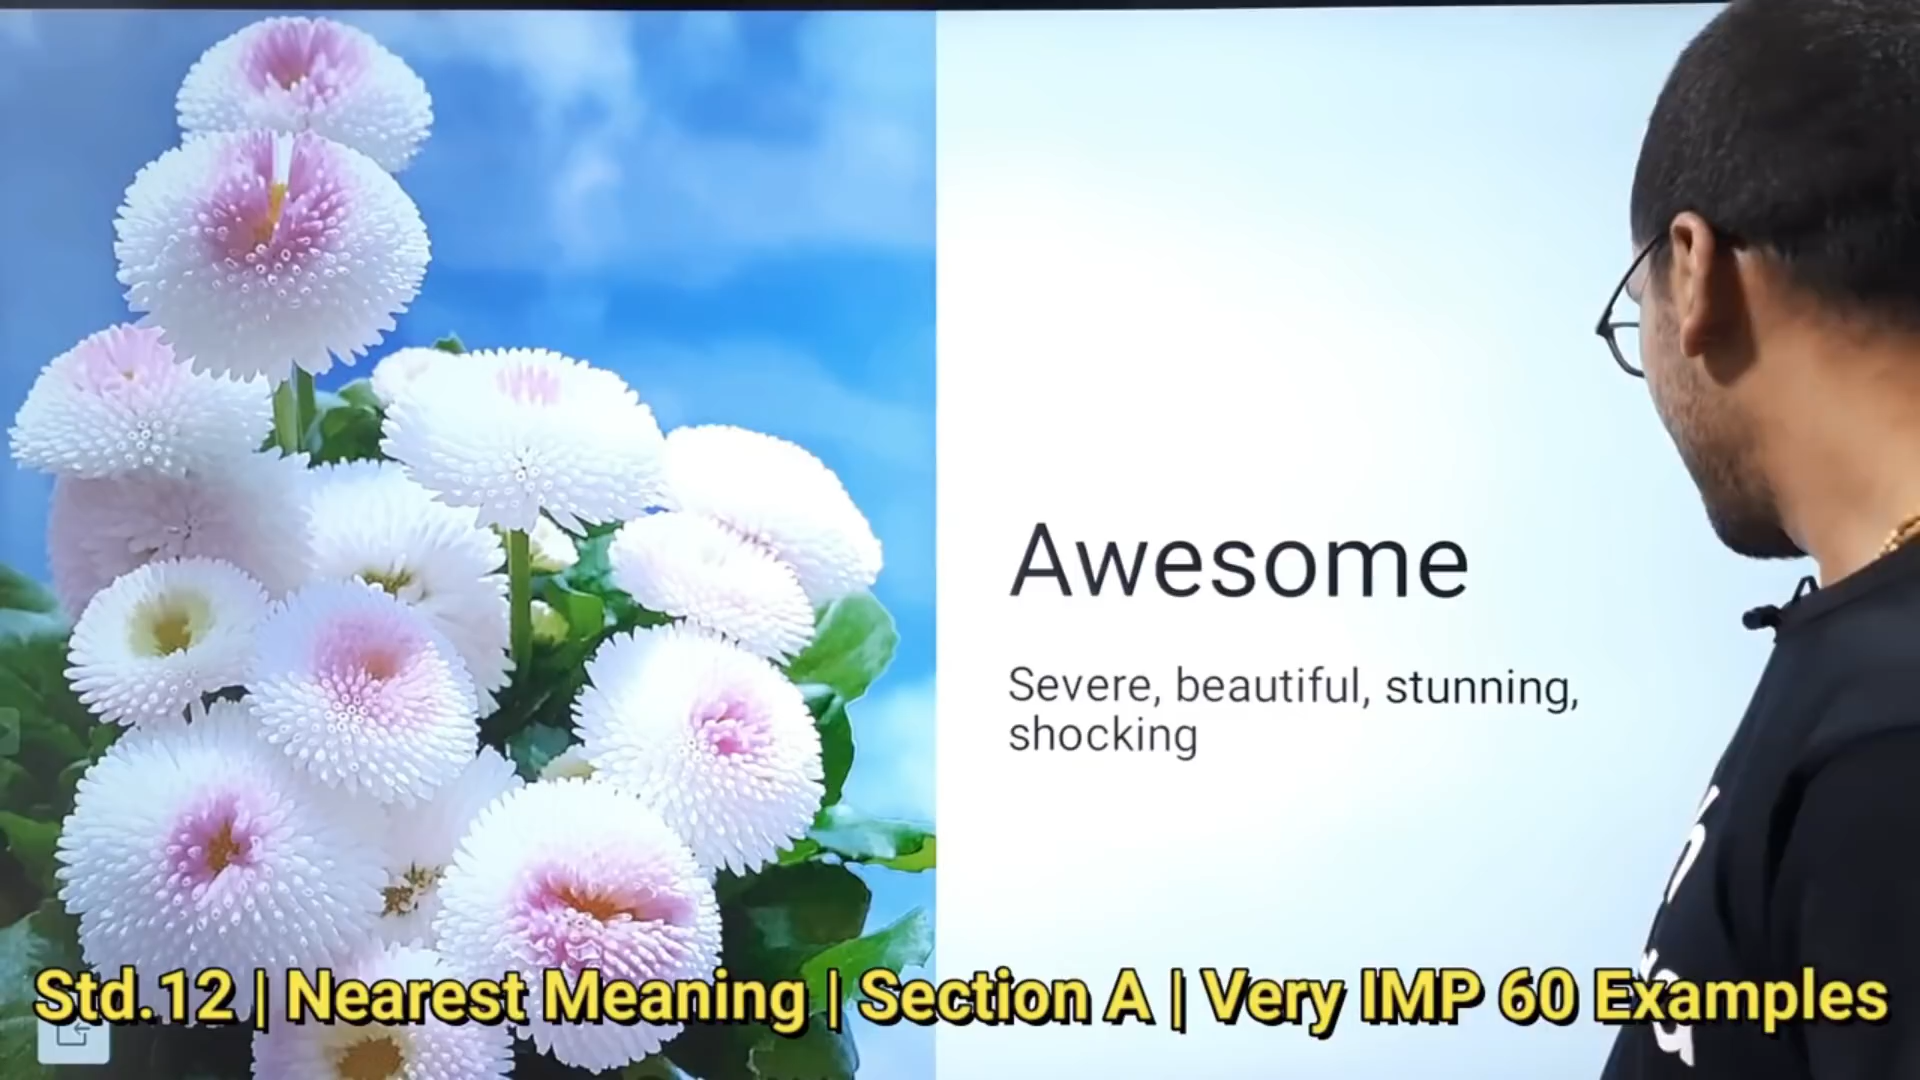 Awesome
Severe, beautiful, stunning,
shocking
Std.12 | Nearest Meaning | Section A | Very IMP 60 Examples